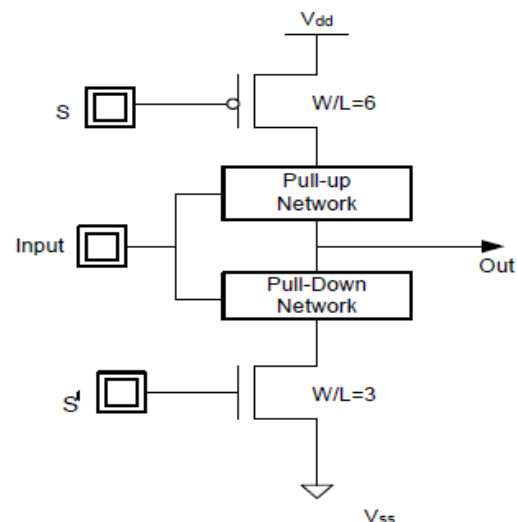 Vdd
S
W/L=6
Pull-up
Network
Input
Out
Pull-Down
Network
S'
W/L=3
Vss